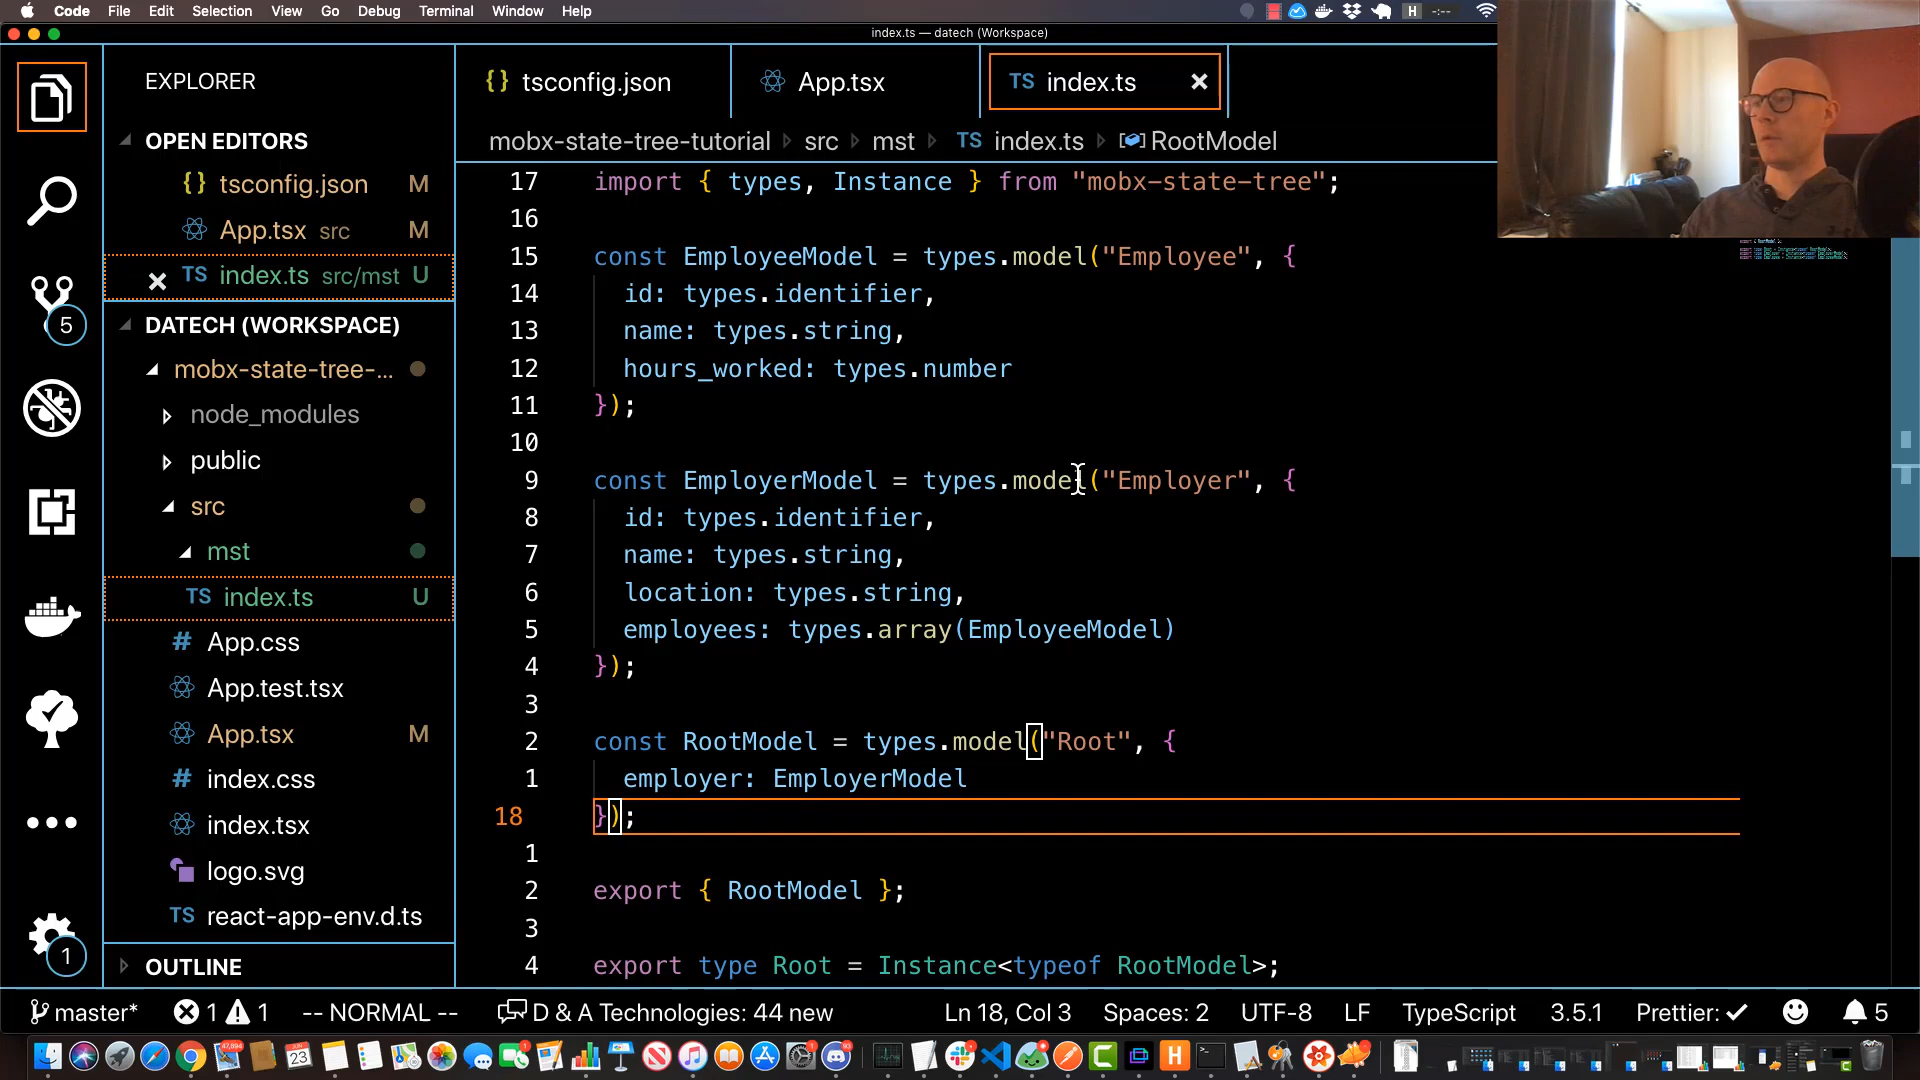 Code File Edit Selection View Go Debug Terminal Window Help
index.ts — datech (Workspace)
EXPLORER
tsconfig.json App.tsx index.ts
OPEN EDITORS
mobx-state-tree-tutorial src mst TS index.ts RootModel
tsconfig.json M
App.tsx src M
TS index.ts src/mst U
DATECH (WORKSPACE)
mobx-state-tree-...
node_modules
public
src
mst
TS index.ts U
App.css
App.test.tsx
App.tsx M
index.css
index.tsx
logo.svg
TS react-app-env.d.ts
OUTLINE
5
1
17 import { types, Instance } from "mobx-state-tree";
16
15 const EmployeeModel = types.model("Employee", {
14 id: types.identifier,
13 name: types.string,
12 hours_worked: types.number
11 });
10
9 const EmployerModel = types.model("Employer", {
8 id: types.identifier,
7 name: types.string,
6 location: types.string,
5 employees: types.array(EmployeeModel)
4 });
3
2 const RootModel = types.model("Root", {
1 employer: EmployerModel
18 });
1
2 export { RootModel };
3
4 export type Root = Instance<typeof RootModel>;
master* 1 1 -- NORMAL -- D & A Technologies: 44 new Ln 18, Col 3 Spaces: 2 UTF-8 LF TypeScript 3.5.1 Prettier: 5